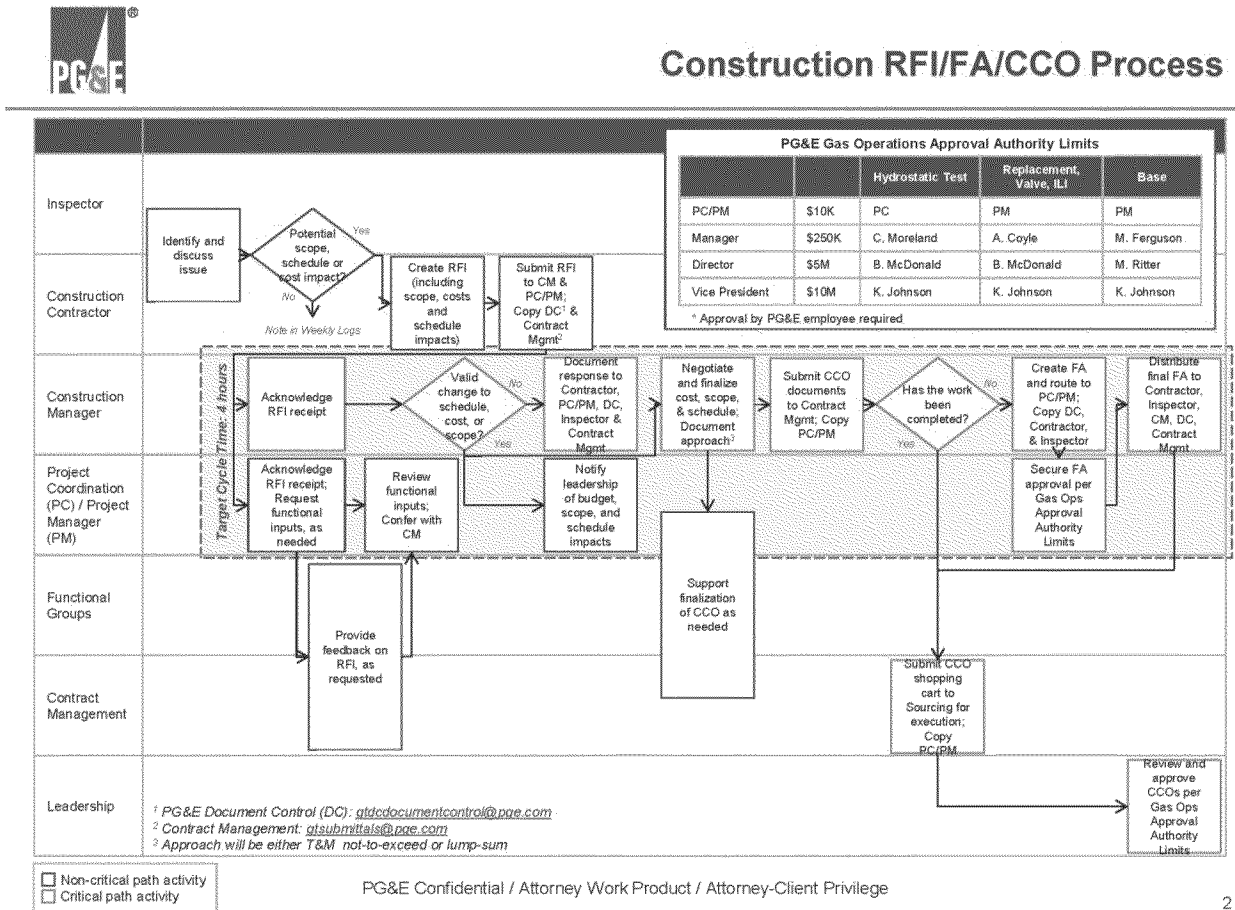 PG&E
®
Construction RFI/FA/CCO Process
PG&E Gas Operations Approval Authority Limits
Hydrostatic Test
Replacement,
Valve, ILI
Base
PC/PM
$10K
PC
PM
PM
Manager
$250K
C. Moreland
A. Coyle
M. Ferguson
Director
$5M
B. McDonald
B. McDonald
M. Ritter
Vice President
$10M
K. Johnson
K. Johnson
K. Johnson
* Approval by PG&E employee required
Inspector
Identify and
discuss
issue
Potential
scope,
schedule or
cost impact?
Yes
No
Note in Weekly Logs
Construction
Contractor
Create RFI
(including
scope, costs
and
schedule
impacts)
Submit RFI
to CM &
PC/PM;
Copy DC¹ &
Contract
Mgmt²
Target Cycle Time: 4 hours
Construction
Manager
Acknowledge
RFI receipt
Valid
change to
schedule,
cost, or
scope?
No
Yes
Document
response to
Contractor,
PC/PM, DC,
Inspector &
Contract
Mgmt
Negotiate
and finalize
cost, scope,
& schedule;
Document
approach³
Submit CCO
documents
to Contract
Mgmt; Copy
PC/PM
Has the work
been
completed?
No
Yes
Create FA
and route to
PC/PM;
Copy DC,
Contractor,
& Inspector
Distribute
final FA to
Contractor,
Inspector,
CM, DC,
Contract
Mgmt
Project
Coordination
(PC) / Project
Manager
(PM)
Acknowledge
RFI receipt;
Request
functional
inputs, as
needed
Review
functional
inputs;
Confer with
CM
Notify
leadership
of budget,
scope, and
schedule
impacts
Secure FA
approval per
Gas Ops
Approval
Authority
Limits
Functional
Groups
Provide
feedback on
RFI, as
requested
Support
finalization
of CCO as
needed
Contract
Management
Submit CCO
shopping
cart to
Sourcing for
execution;
Copy
PC/PM
Leadership
Review and
approve
CCOs per
Gas Ops
Approval
Authority
Limits
¹ PG&E Document Control (DC): gtdcdocumentcontrol@pge.com
² Contract Management: gtsubmittals@pge.com
³ Approach will be either T&M not-to-exceed or lump-sum
Non-critical path activity
Critical path activity
PG&E Confidential / Attorney Work Product / Attorney-Client Privilege
2